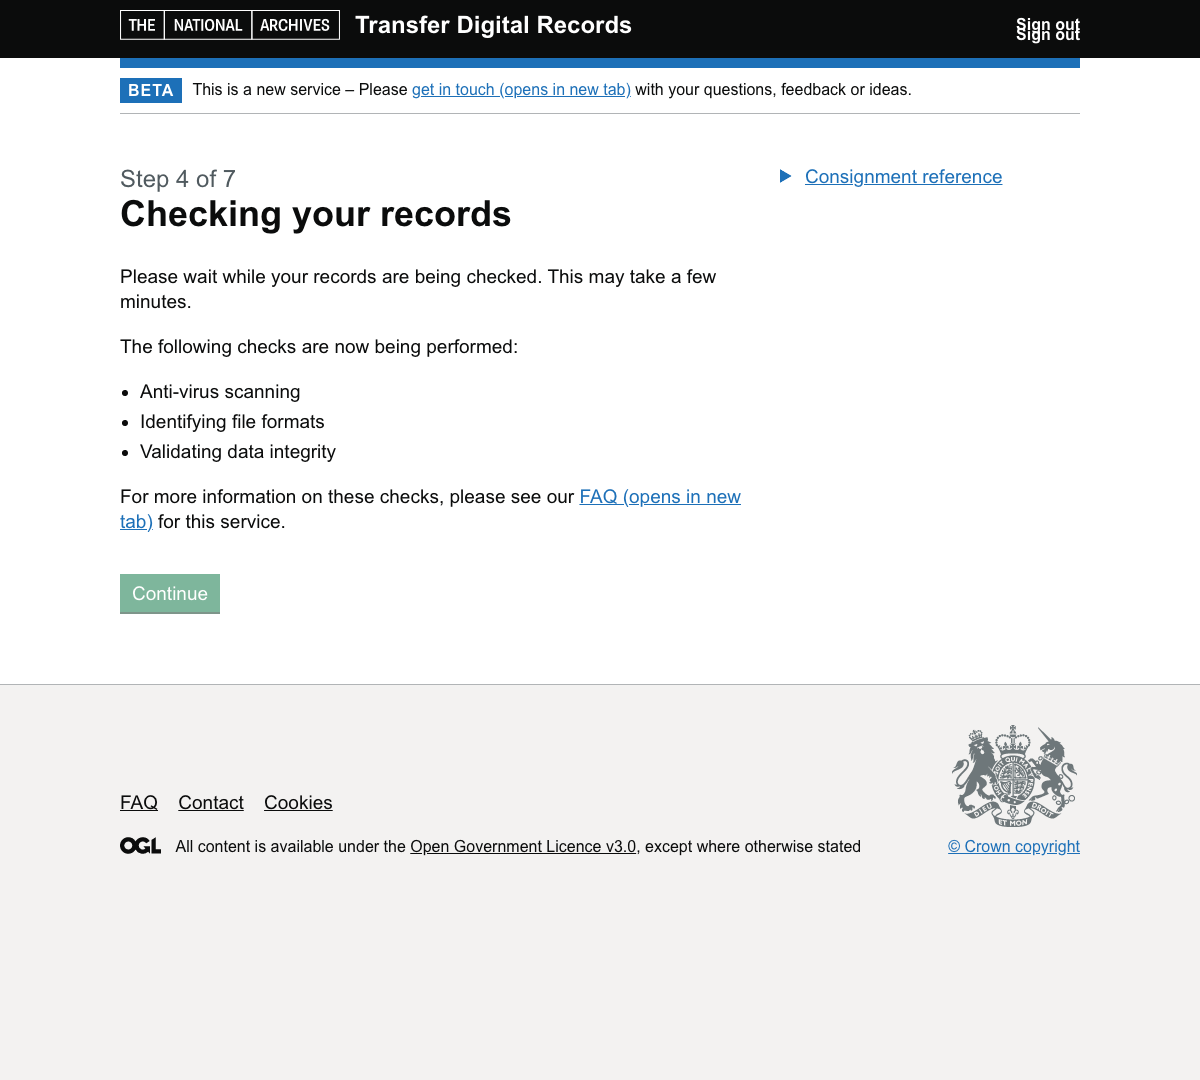 THE NATIONAL ARCHIVES Transfer Digital Records
Sign out
Sign out
BETA This is a new service – Please get in touch (opens in new tab) with your questions, feedback or ideas.
Step 4 of 7
Checking your records
Consignment reference
Please wait while your records are being checked. This may take a few
minutes.
The following checks are now being performed:
Anti-virus scanning
Identifying file formats
Validating data integrity
For more information on these checks, please see our FAQ (opens in new
tab) for this service.
Continue
DIEU ET MON DROIT
FAQ Contact Cookies
OGL All content is available under the Open Government Licence v3.0, except where otherwise stated
© Crown copyright